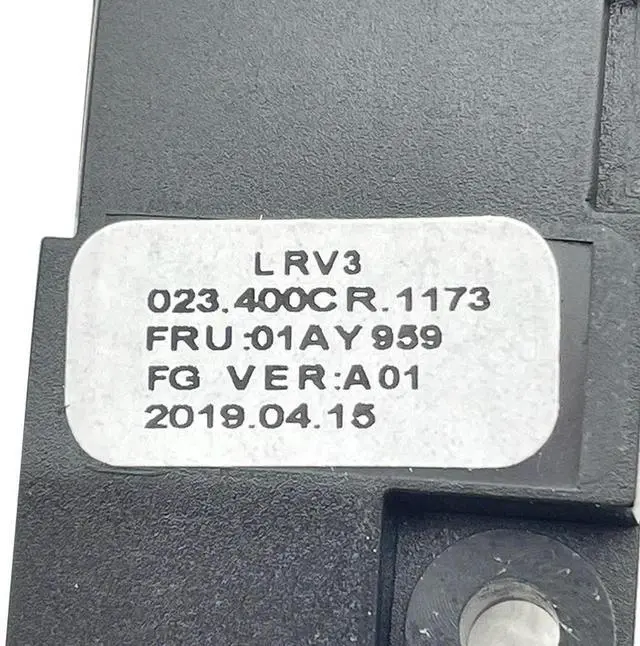 LRV3
023.400CR.1173
FRU:01AY959
FG VER:A01
2019.04.15